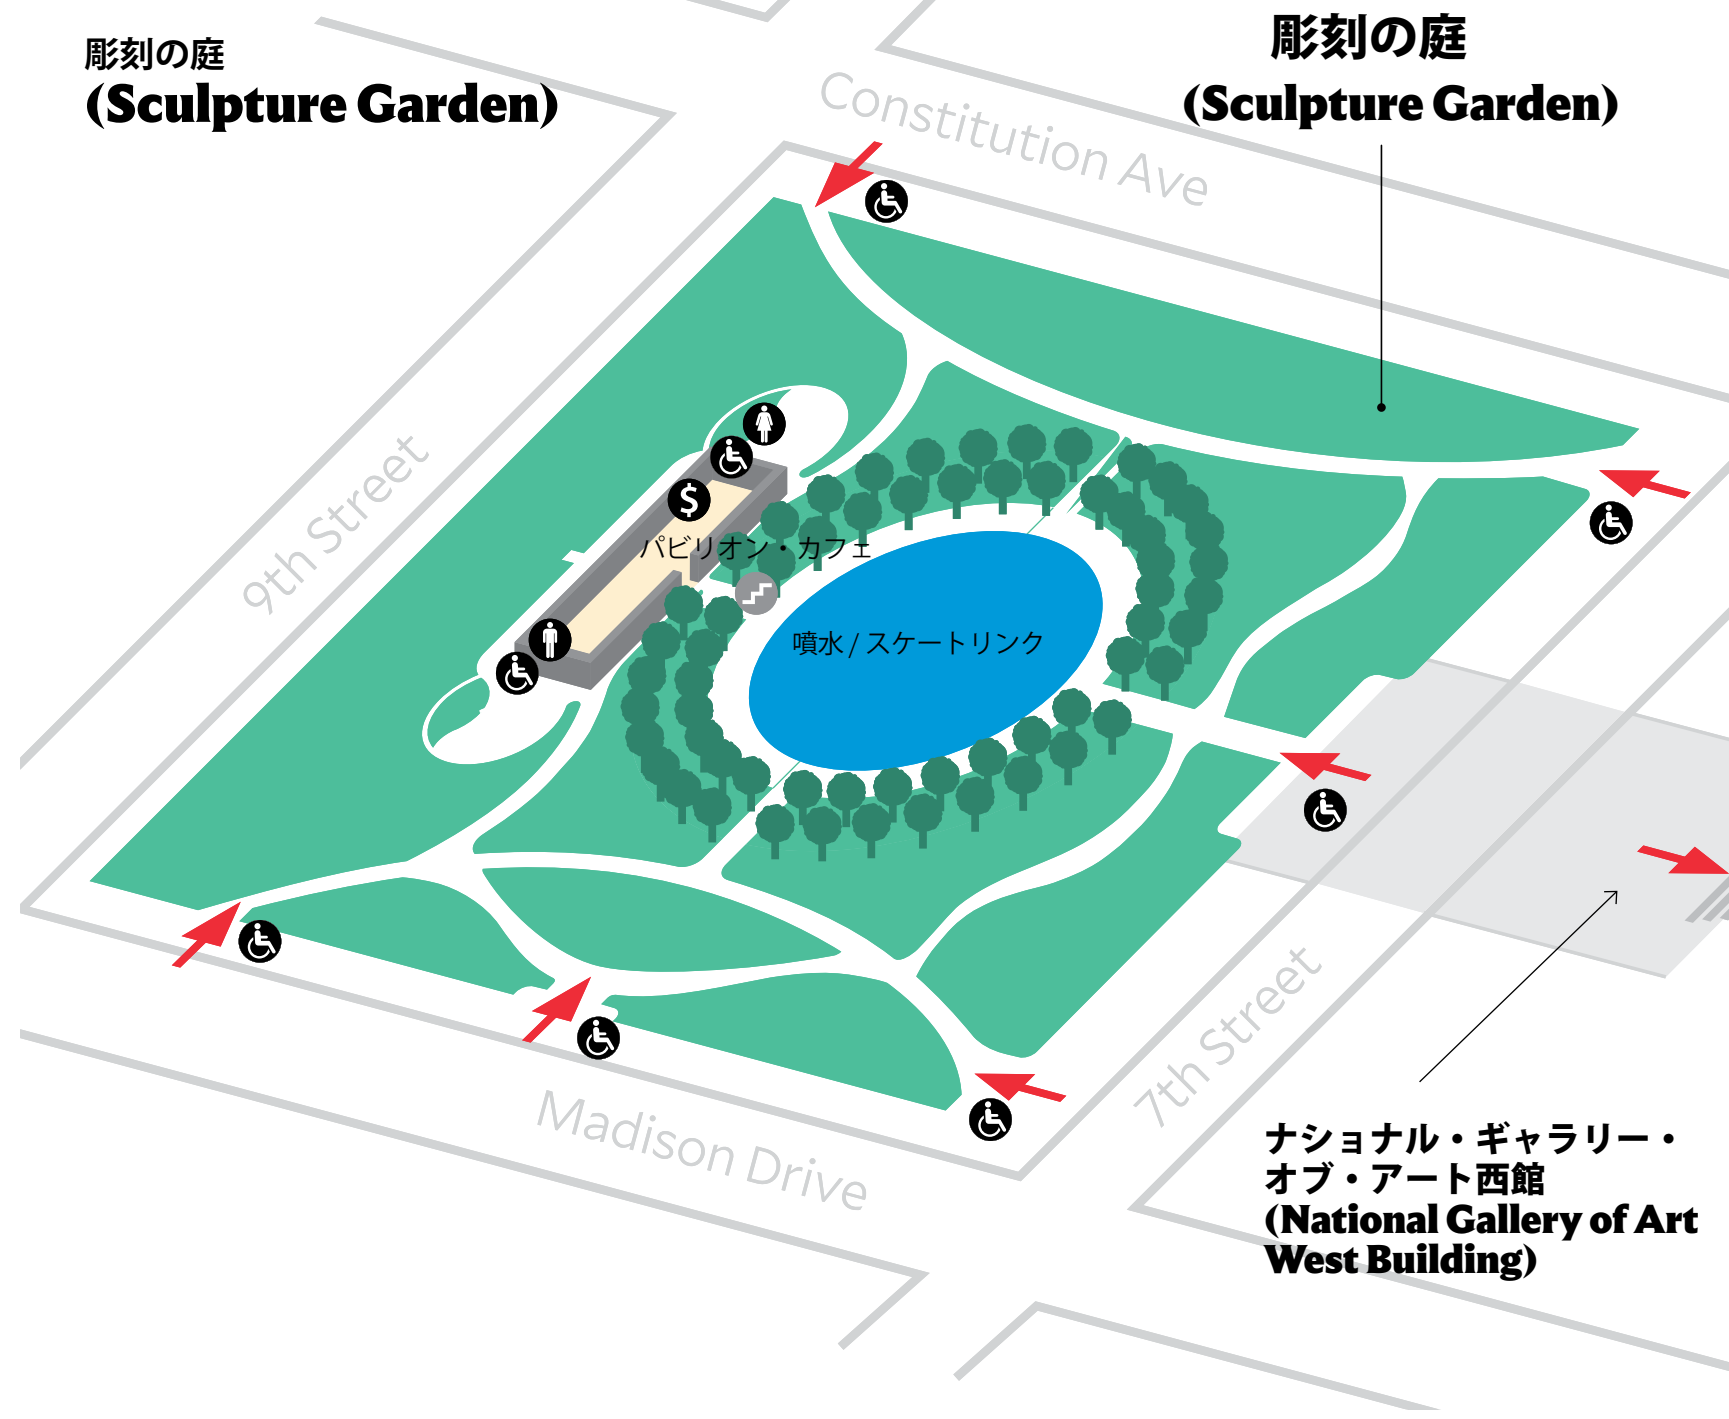 彫刻の庭
(Sculpture Garden)
彫刻の庭
(Sculpture Garden)
Constitution Ave
9th Street
$
パビリオン・カフェ
噴水 / スケートリンク
7th Street
Madison Drive
ナショナル・ギャラリー・
オブ・アート西館
(National Gallery of Art
West Building)